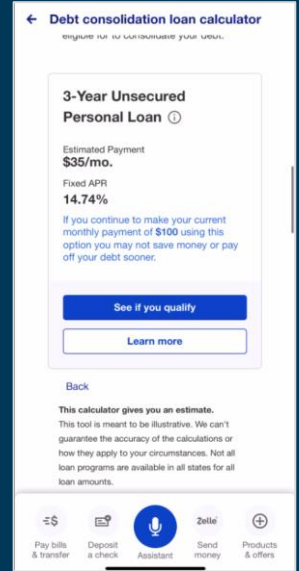 ← Debt consolidation loan calculator
eligible for to consolidate your debt.
3-Year Unsecured
Personal Loan ⓘ
Estimated Payment
$35/mo.
Fixed APR
14.74%
If you continue to make your current
monthly payment of $100 using this
option you may not save money or pay
off your debt sooner.
See if you qualify
Learn more
Back
This calculator gives you an estimate.
This tool is meant to be illustrative. We can't
guarantee the accuracy of the calculations or
how they apply to your circumstances. Not all
loan programs are available in all states for all
loan amounts.
Zelle
Pay bills
& transfer
Deposit
a check
Assistant
Send
money
Products
& offers